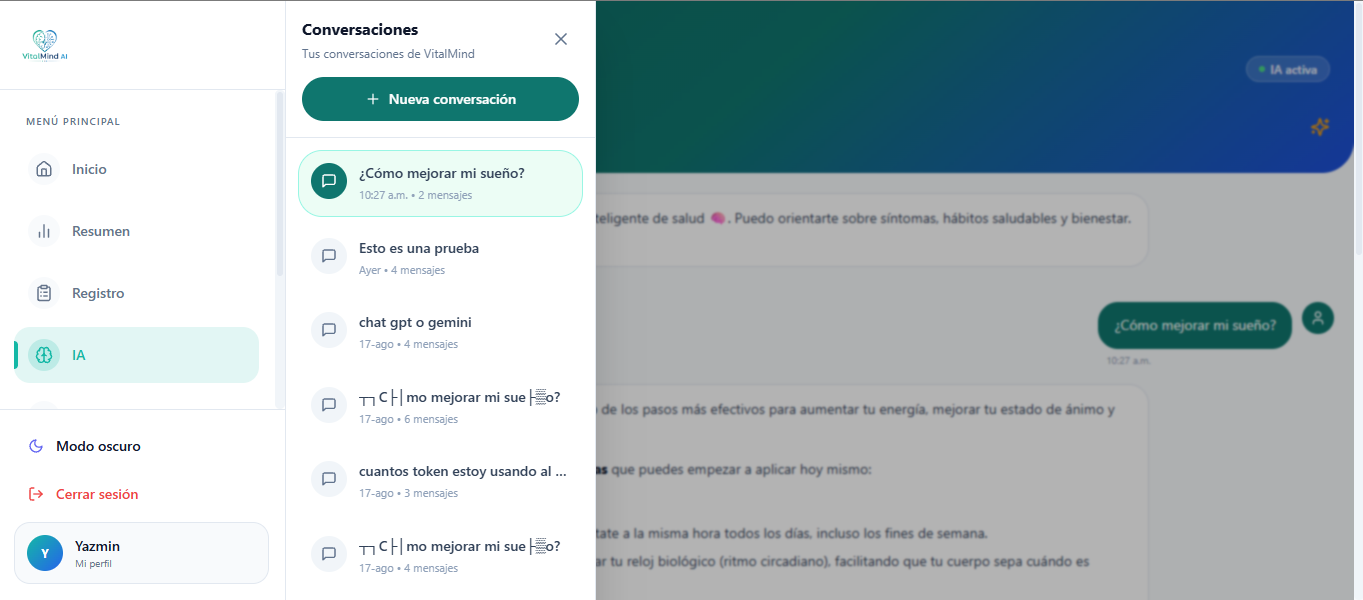 VitalMind AI
MENÚ PRINCIPAL
Inicio
Resumen
Registro
IA
Modo oscuro
Cerrar sesión
Y
Yazmin
Mi perfil
Conversaciones
Tus conversaciones de VitalMind
+ Nueva conversación
¿Cómo mejorar mi sueño?
10:27 a.m. • 2 mensajes
Esto es una prueba
Ayer • 4 mensajes
chat gpt o gemini
17-ago • 4 mensajes
┬┐C├│mo mejorar mi sue├▒o?
17-ago • 6 mensajes
cuantos token estoy usando al ...
17-ago • 3 mensajes
┬┐C├│mo mejorar mi sue├▒o?
17-ago • 4 mensajes
IA activa
teligente de salud 🧠. Puedo orientarte sobre síntomas, hábitos saludables y bienestar.
¿Cómo mejorar mi sueño?
10:27 a.m.
de los pasos más efectivos para aumentar tu energía, mejorar tu estado de ánimo y
as que puedes empezar a aplicar hoy mismo:
tate a la misma hora todos los días, incluso los fines de semana.
ar tu reloj biológico (ritmo circadiano), facilitando que tu cuerpo sepa cuándo es